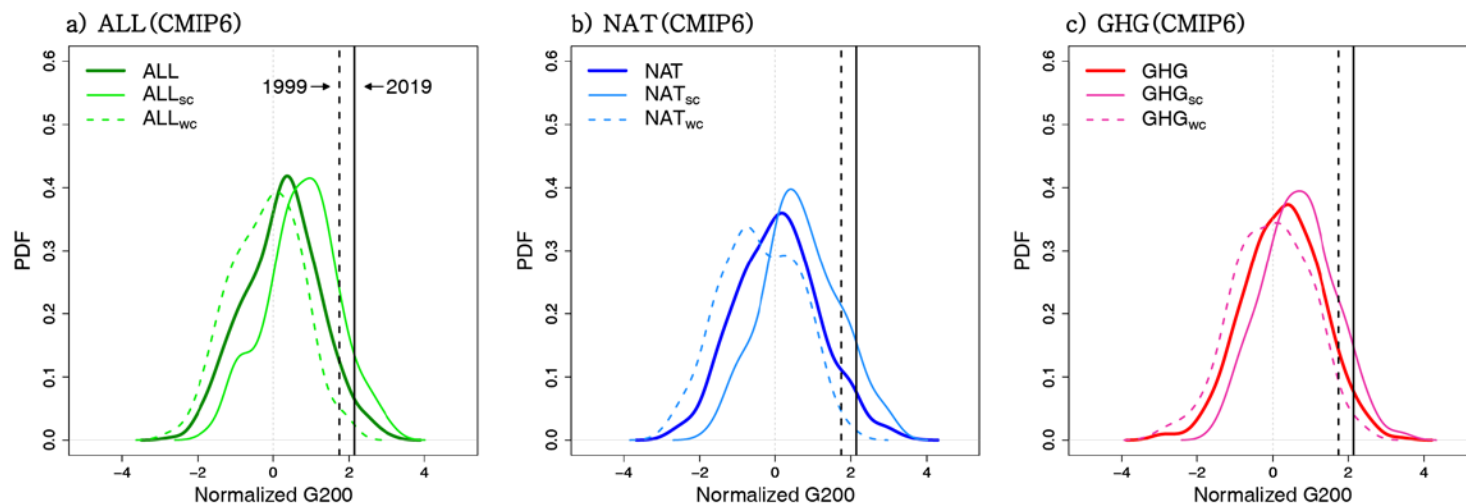 a) ALL(CMIP6)
ALL
ALLsc
ALLwc
1999
2019
PDF
0.6
0.5
0.4
0.3
0.2
0.1
0.0
-4 -2 0 2 4
Normalized G200
b) NAT(CMIP6)
NAT
NATsc
NATwc
PDF
0.6
0.5
0.4
0.3
0.2
0.1
0.0
-4 -2 0 2 4
Normalized G200
c) GHG(CMIP6)
GHG
GHGsc
GHGwc
PDF
0.6
0.5
0.4
0.3
0.2
0.1
0.0
-4 -2 0 2 4
Normalized G200